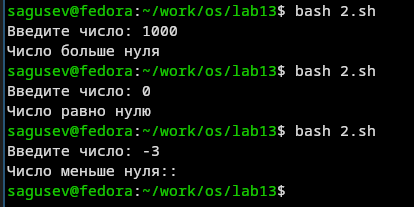 sagusev@fedora:~/work/os/lab13$ bash 2.sh
Введите число: 1000
Число больше нуля
sagusev@fedora:~/work/os/lab13$ bash 2.sh
Введите число: 0
Число равно нулю
sagusev@fedora:~/work/os/lab13$ bash 2.sh
Введите число: -3
Число меньше нуля::
sagusev@fedora:~/work/os/lab13$